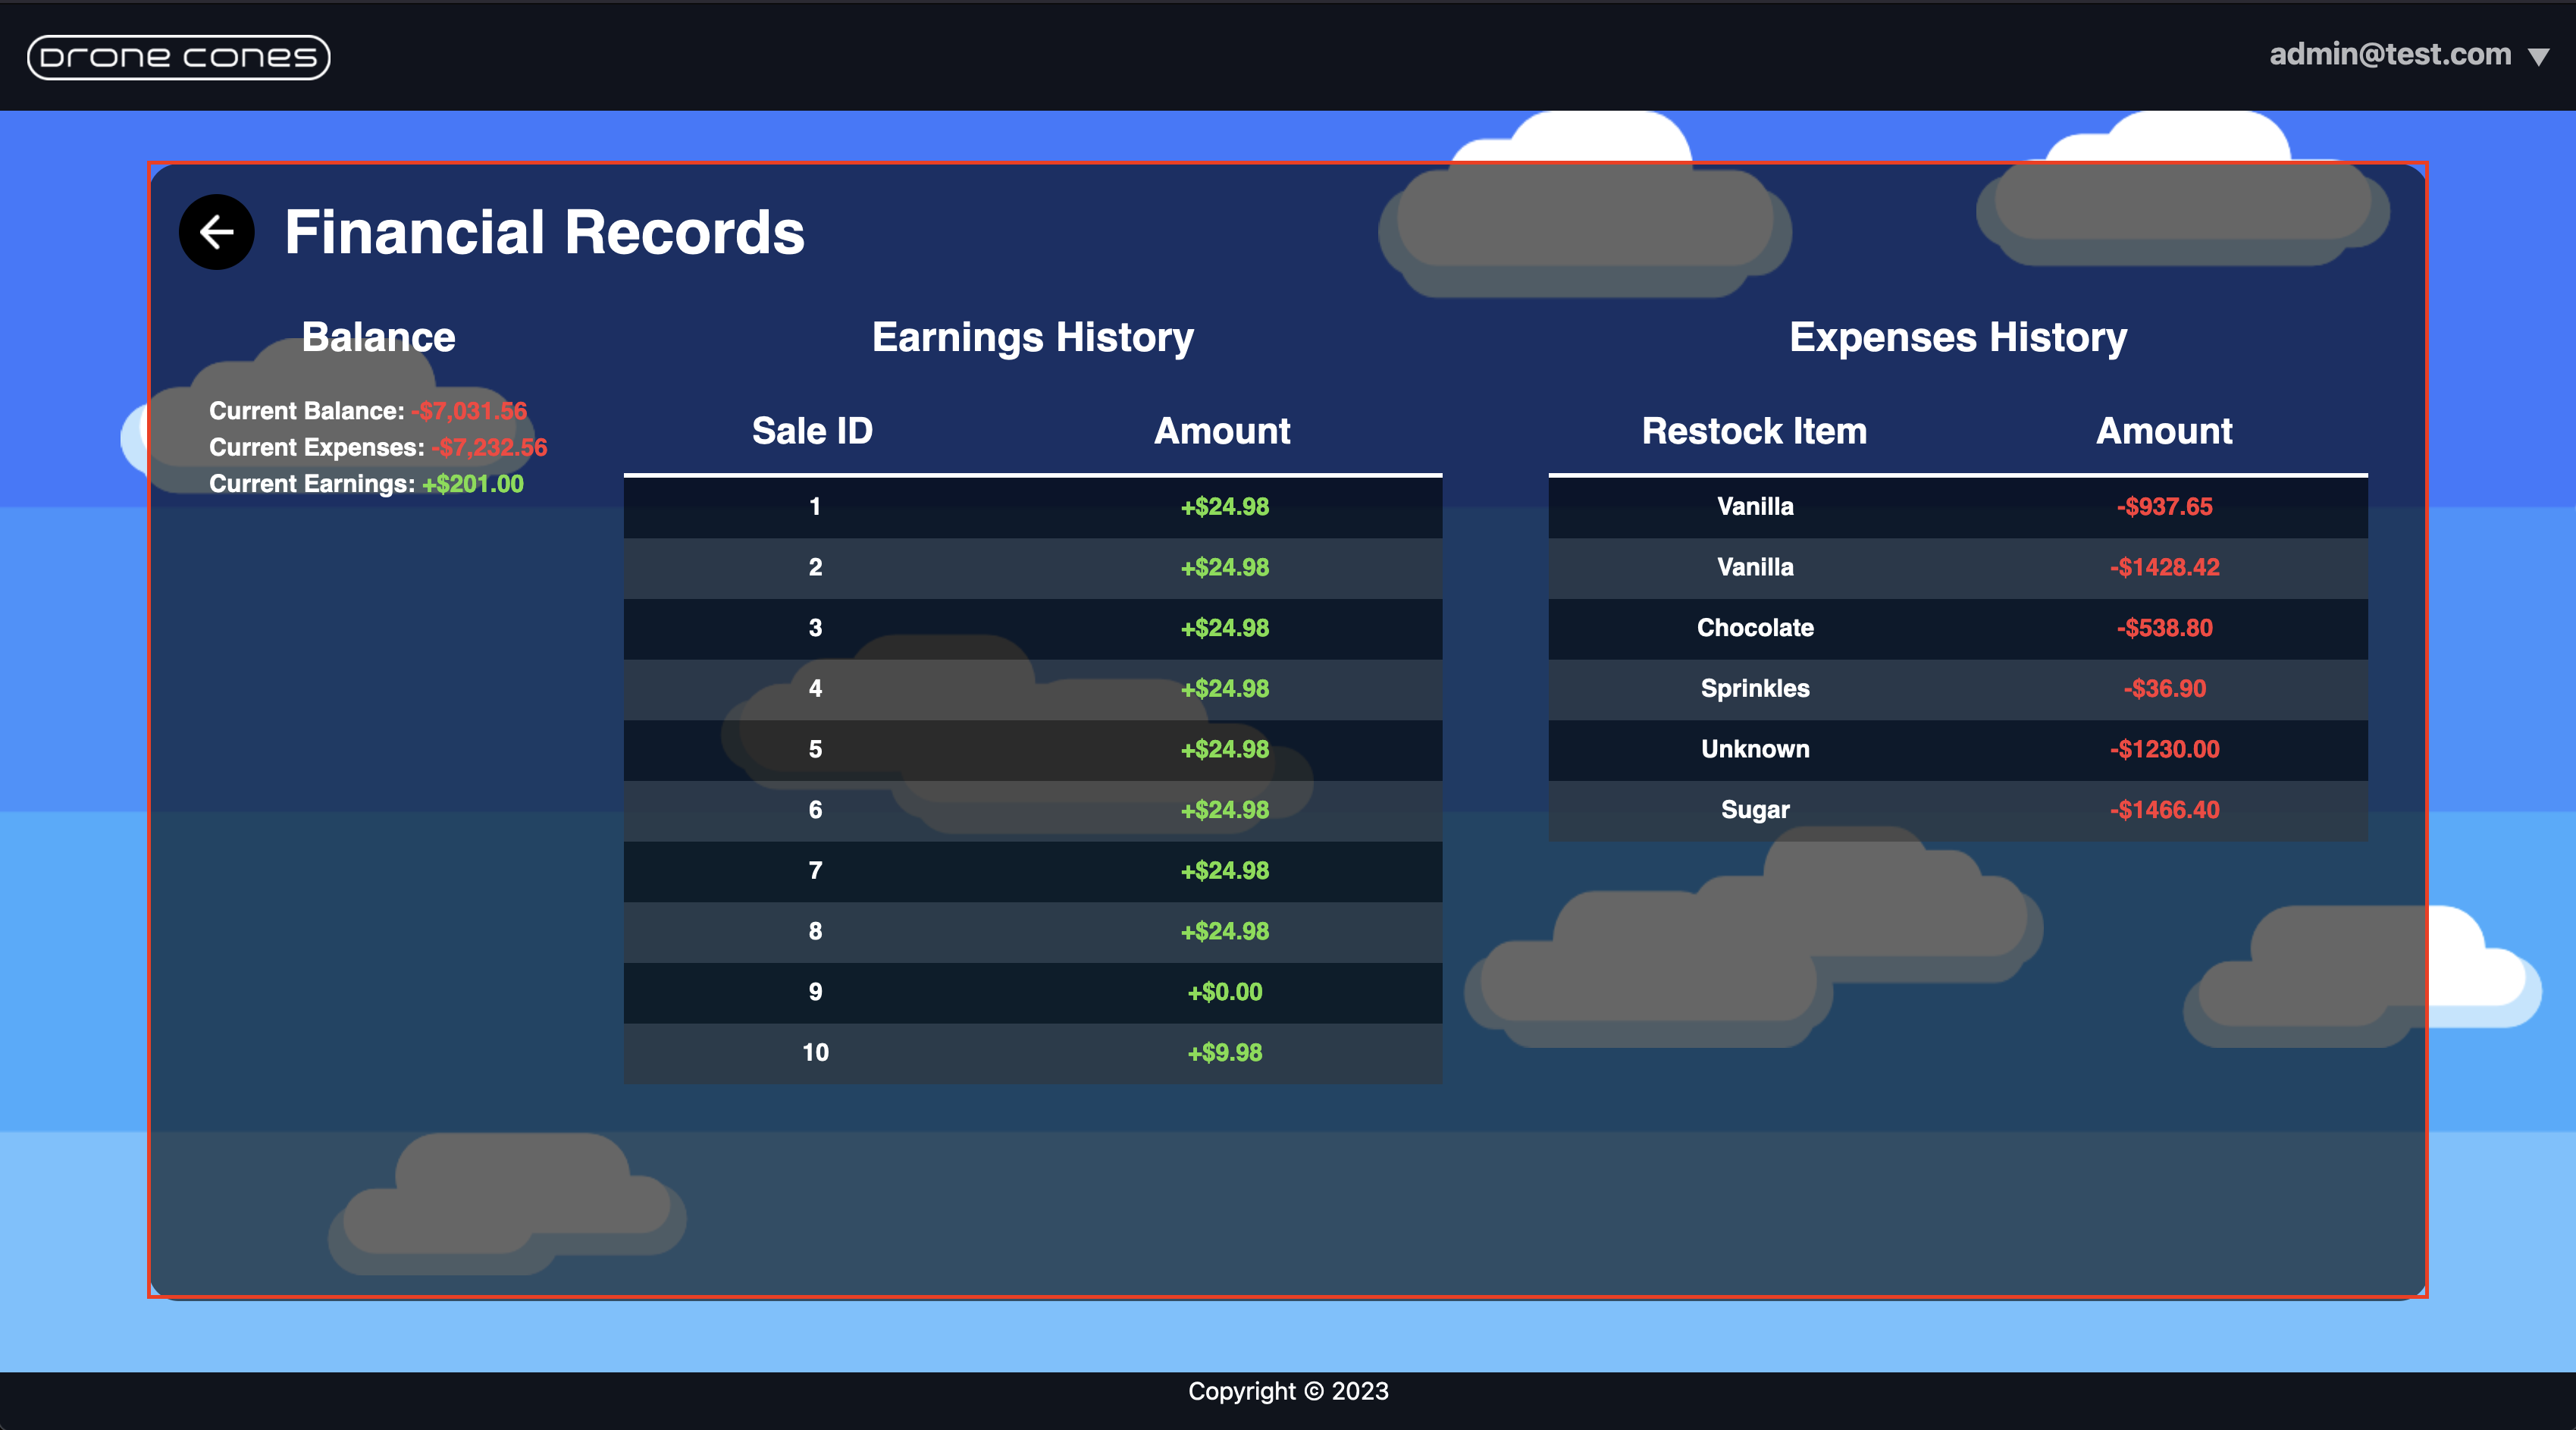 Drone Cones
admin@test.com ▼
Financial Records
Balance
Current Balance: -$7,031.56
Current Expenses: -$7,232.56
Current Earnings: +$201.00
Earnings History
Sale ID Amount
1 +$24.98
2 +$24.98
3 +$24.98
4 +$24.98
5 +$24.98
6 +$24.98
7 +$24.98
8 +$24.98
9 +$0.00
10 +$9.98
Expenses History
Restock Item Amount
Vanilla -$937.65
Vanilla -$1428.42
Chocolate -$538.80
Sprinkles -$36.90
Unknown -$1230.00
Sugar -$1466.40
Copyright © 2023